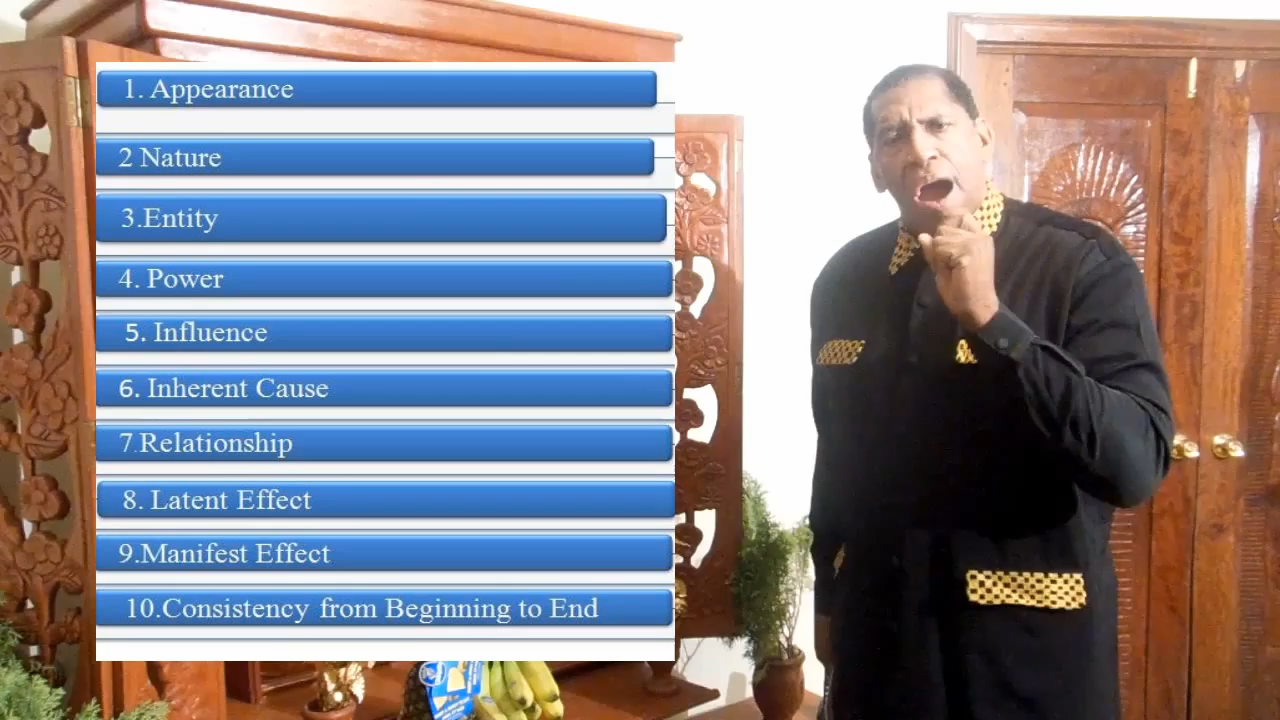 1. Appearance
2 Nature
3.Entity
4. Power
5. Influence
6. Inherent Cause
7.Relationship
8. Latent Effect
9.Manifest Effect
10.Consistency from Beginning to End